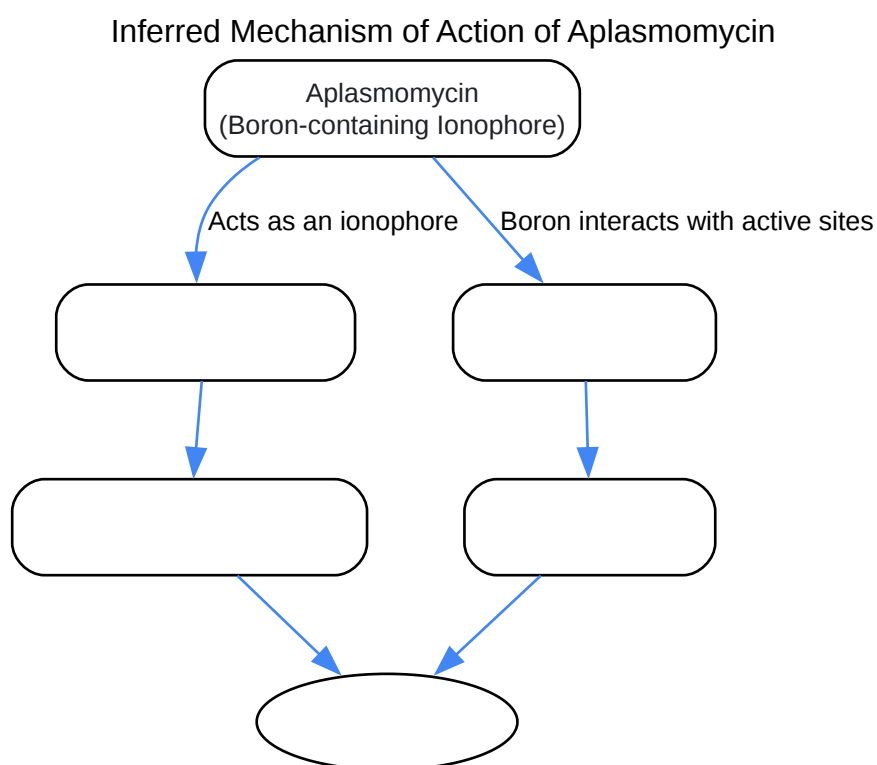 Inferred Mechanism of Action of Aplasmomycin
Aplasmomycin
(Boron-containing Ionophore)
Acts as an ionophore
Boron interacts with active sites